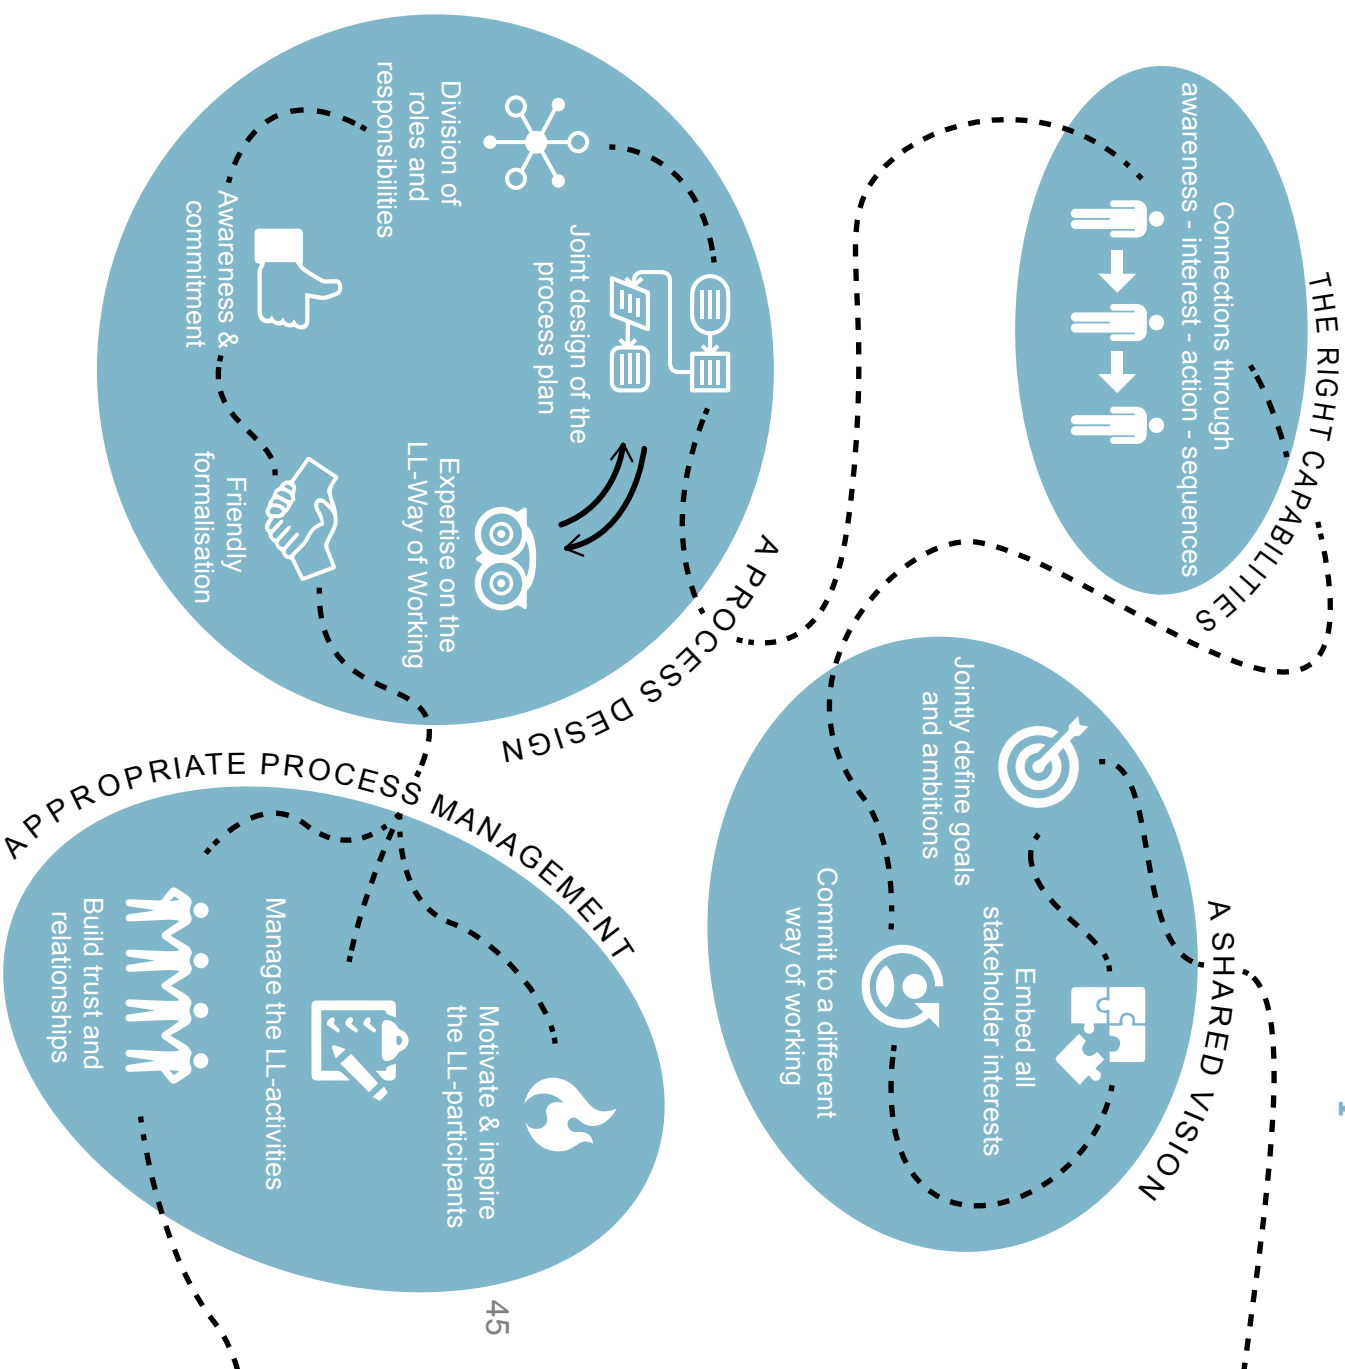 THE RIGHT CAPABILITIES
Connections through
awareness - interest - action - sequences
A SHARED VISION
Jointly define goals
and ambitions
Embed all
stakeholder interests
Commit to a different
way of working
A PROCESS DESIGN
Division of
roles and
responsibilities
Joint design of the
process plan
Expertise on the
LL-Way of Working
Awareness &
commitment
Friendly
formalisation
APPROPRIATE PROCESS MANAGEMENT
Motivate & inspire
the LL-participants
Manage the LL-activities
Build trust and
relationships
45